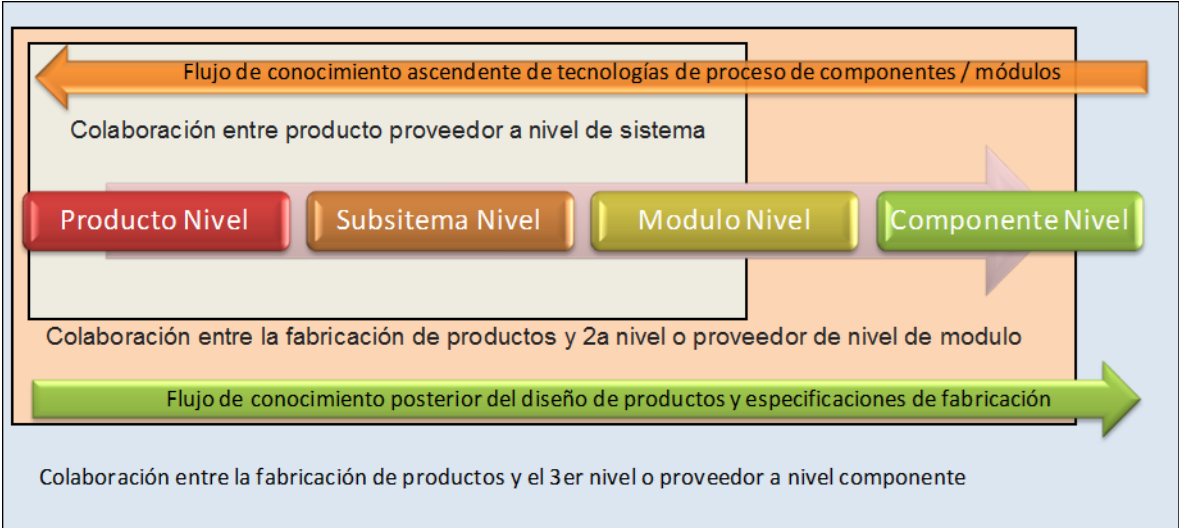 Flujo de conocimiento ascendente de tecnologías de proceso de componentes / módulos
Colaboración entre producto proveedor a nivel de sistema
Producto Nivel
Subsitema Nivel
Modulo Nivel
Componente Nivel
Colaboración entre la fabricación de productos y 2a nivel o proveedor de nivel de modulo
Flujo de conocimiento posterior del diseño de productos y especificaciones de fabricación
Colaboración entre la fabricación de productos y el 3er nivel o proveedor a nivel componente